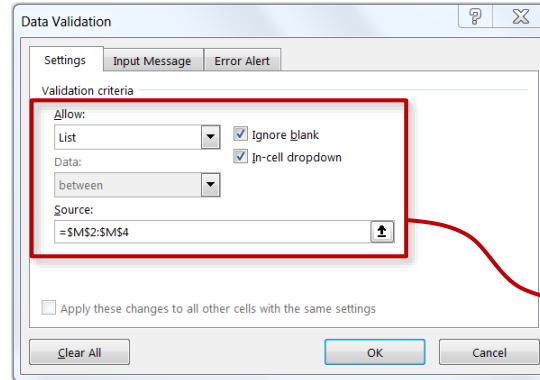 Data Validation
Settings Input Message Error Alert
Validation criteria
Allow:
List
Ignore blank
In-cell dropdown
Data:
between
Source:
=$M$2:$M$4
Apply these changes to all other cells with the same settings
Clear All OK Cancel